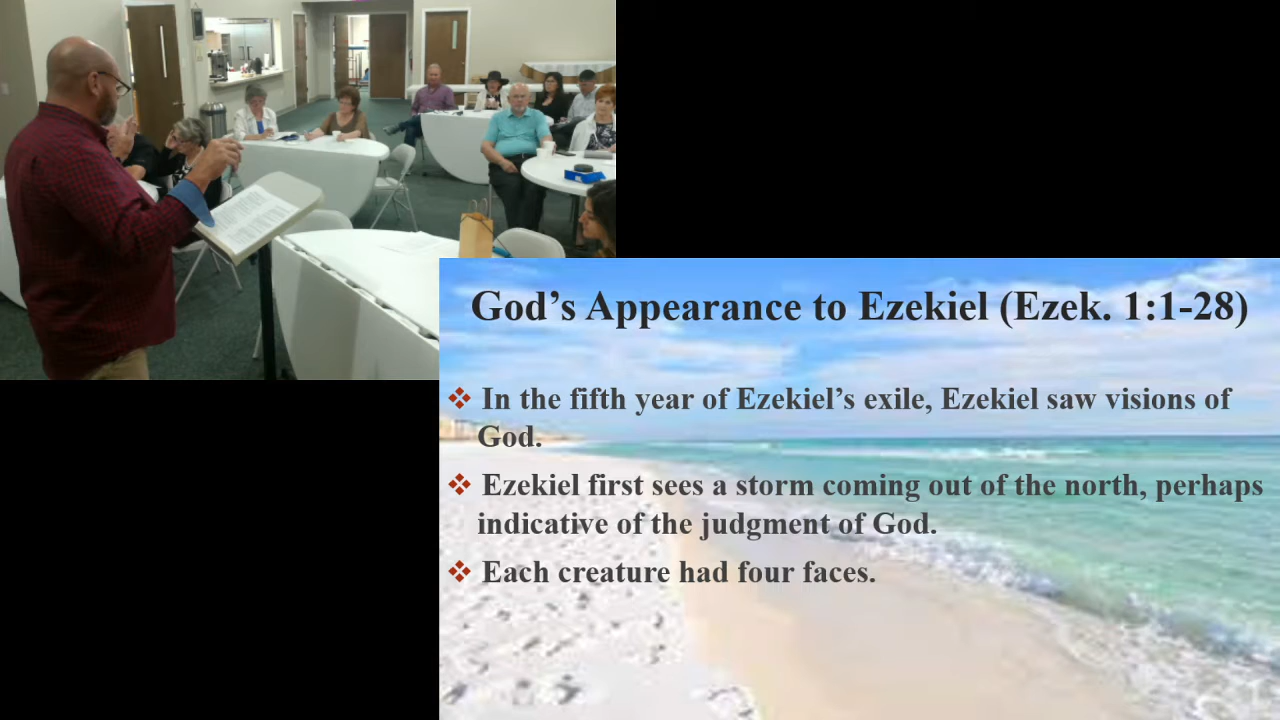 God’s Appearance to Ezekiel (Ezek. 1:1-28)
❖ In the fifth year of Ezekiel’s exile, Ezekiel saw visions of
God.
❖ Ezekiel first sees a storm coming out of the north, perhaps
indicative of the judgment of God.
❖ Each creature had four faces.